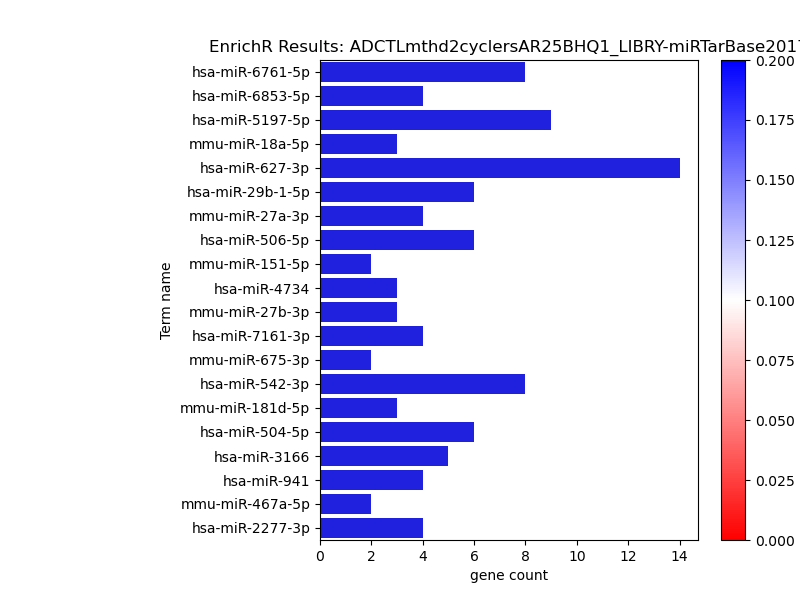 EnrichR Results: ADCTLmthd2cyclersAR25BHQ1_LIBRY-miRTarBase2017
hsa-miR-6761-5p
hsa-miR-6853-5p
hsa-miR-5197-5p
mmu-miR-18a-5p
hsa-miR-627-3p
hsa-miR-29b-1-5p
mmu-miR-27a-3p
hsa-miR-506-5p
mmu-miR-151-5p
hsa-miR-4734
mmu-miR-27b-3p
hsa-miR-7161-3p
mmu-miR-675-3p
hsa-miR-542-3p
mmu-miR-181d-5p
hsa-miR-504-5p
hsa-miR-3166
hsa-miR-941
mmu-miR-467a-5p
hsa-miR-2277-3p
Term name
0 2 4 6 8 10 12 14
gene count
0.200
0.175
0.150
0.125
0.100
0.075
0.050
0.025
0.000